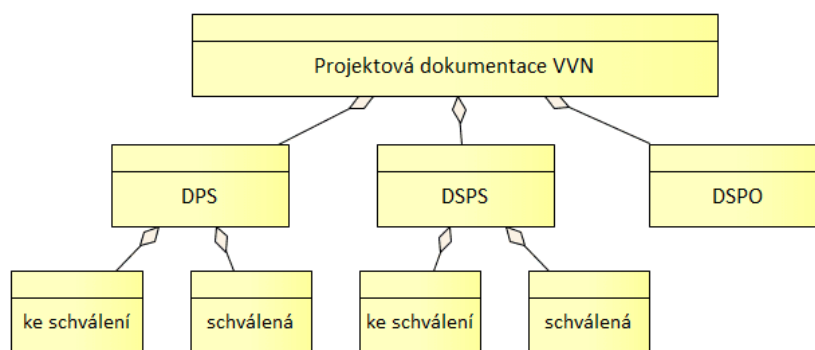 Projektová dokumentace VVN
DPS
DSPS
DSPO
ke schválení
schválená
ke schválení
schválená